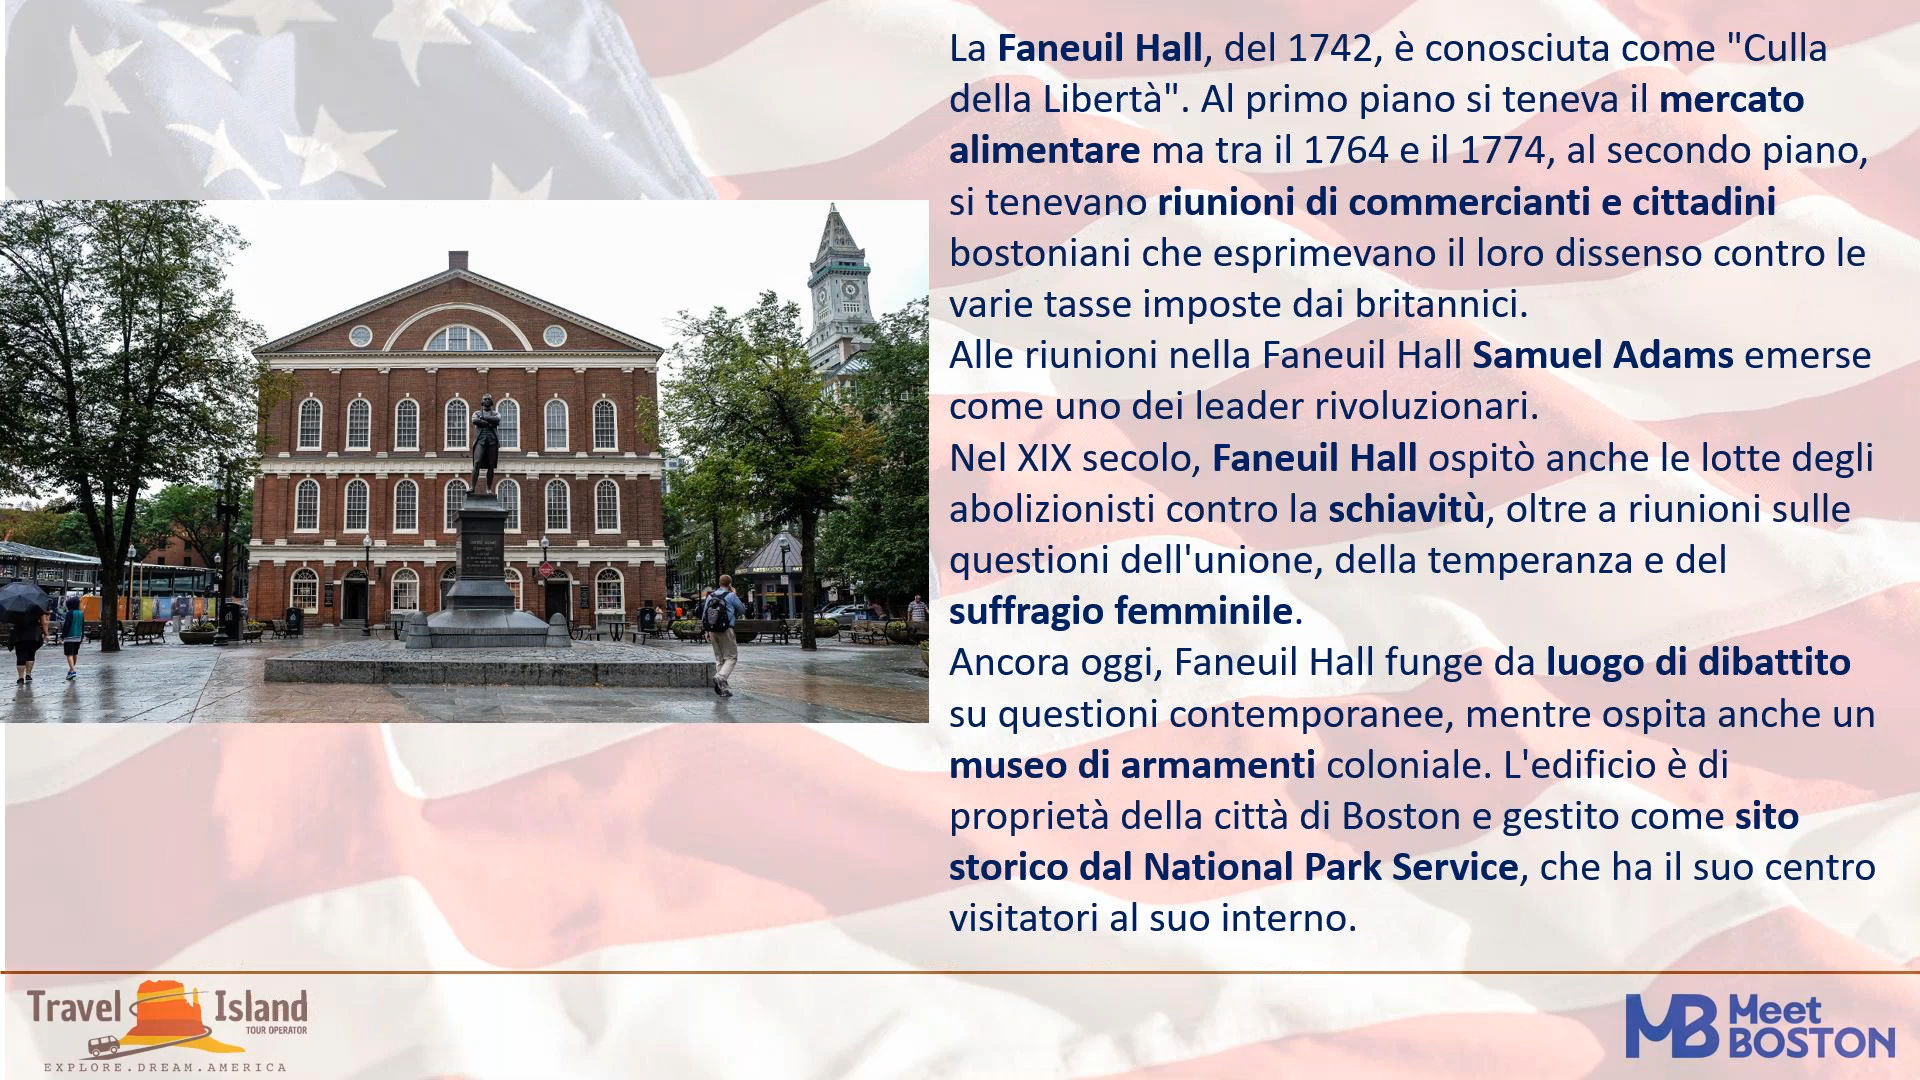 La Faneuil Hall, del 1742, è conosciuta come "Culla
della Libertà". Al primo piano si teneva il mercato
alimentare ma tra il 1764 e il 1774, al secondo piano,
si tenevano riunioni di commercianti e cittadini
bostoniani che esprimevano il loro dissenso contro le
varie tasse imposte dai britannici.
Alle riunioni nella Faneuil Hall Samuel Adams emerse
come uno dei leader rivoluzionari.
Nel XIX secolo, Faneuil Hall ospitò anche le lotte degli
abolizionisti contro la schiavitù, oltre a riunioni sulle
questioni dell'unione, della temperanza e del
suffragio femminile.
Ancora oggi, Faneuil Hall funge da luogo di dibattito
su questioni contemporanee, mentre ospita anche un
museo di armamenti coloniale. L'edificio è di
proprietà della città di Boston e gestito come sito
storico dal National Park Service, che ha il suo centro
visitatori al suo interno.
Travel Island
TOUR OPERATOR
EXPLORE.DREAM.AMERICA
MB Meet
BOSTON